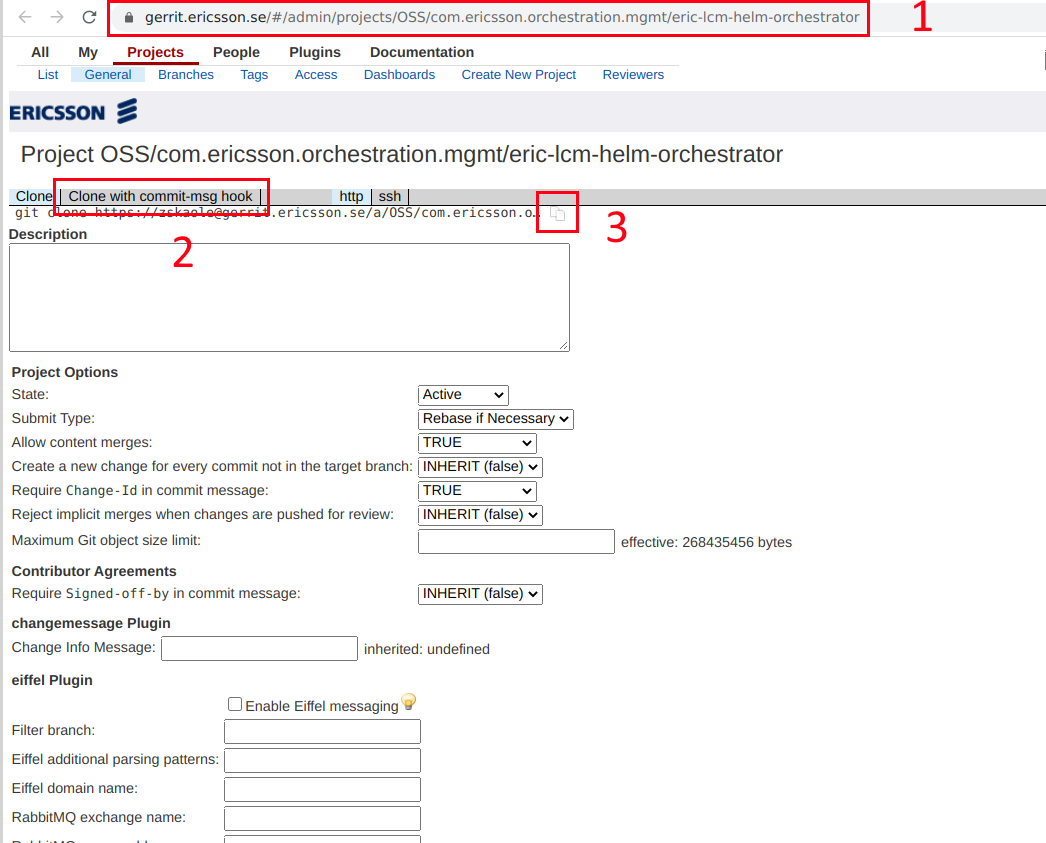 gerrit.ericsson.se/#/admin/projects/OSS/com.ericsson.orchestration.mgmt/eric-lcm-helm-orchestrator 1
All My Projects People Plugins Documentation
List General Branches Tags Access Dashboards Create New Project Reviewers
ERICSSON
Project OSS/com.ericsson.orchestration.mgmt/eric-lcm-helm-orchestrator
Clone | Clone with commit-msg hook | http | ssh |
git clone https://zskaole@gerrit.ericsson.se/a/OSS/com.ericsson.o… 3
Description
2
Project Options
State: Active
Submit Type: Rebase if Necessary
Allow content merges: TRUE
Create a new change for every commit not in the target branch: INHERIT (false)
Require Change-Id in commit message: TRUE
Reject implicit merges when changes are pushed for review: INHERIT (false)
Maximum Git object size limit: effective: 268435456 bytes
Contributor Agreements
Require Signed-off-by in commit message: INHERIT (false)
changemessage Plugin
Change Info Message: inherited: undefined
eiffel Plugin
Enable Eiffel messaging
Filter branch:
Eiffel additional parsing patterns:
Eiffel domain name:
RabbitMQ exchange name: